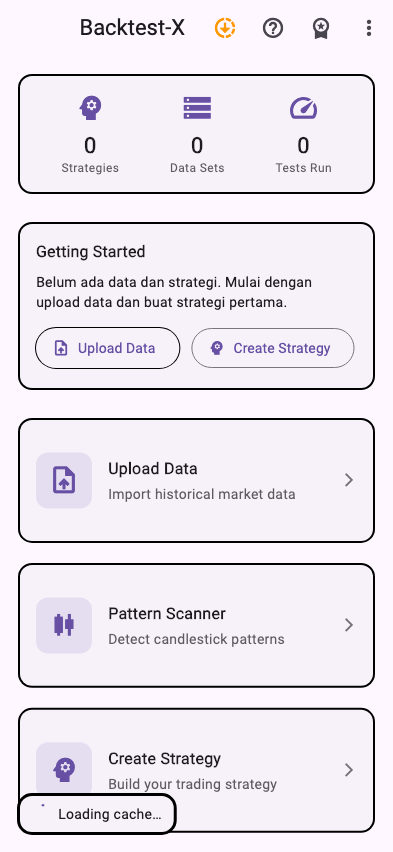 Backtest-X
0
0
0
Strategies
Data Sets
Tests Run
Getting Started
Belum ada data dan strategi. Mulai dengan
upload data dan buat strategi pertama.
Upload Data
Create Strategy
Upload Data
Import historical market data
Pattern Scanner
Detect candlestick patterns
Create Strategy
Build your trading strategy
Loading cache...